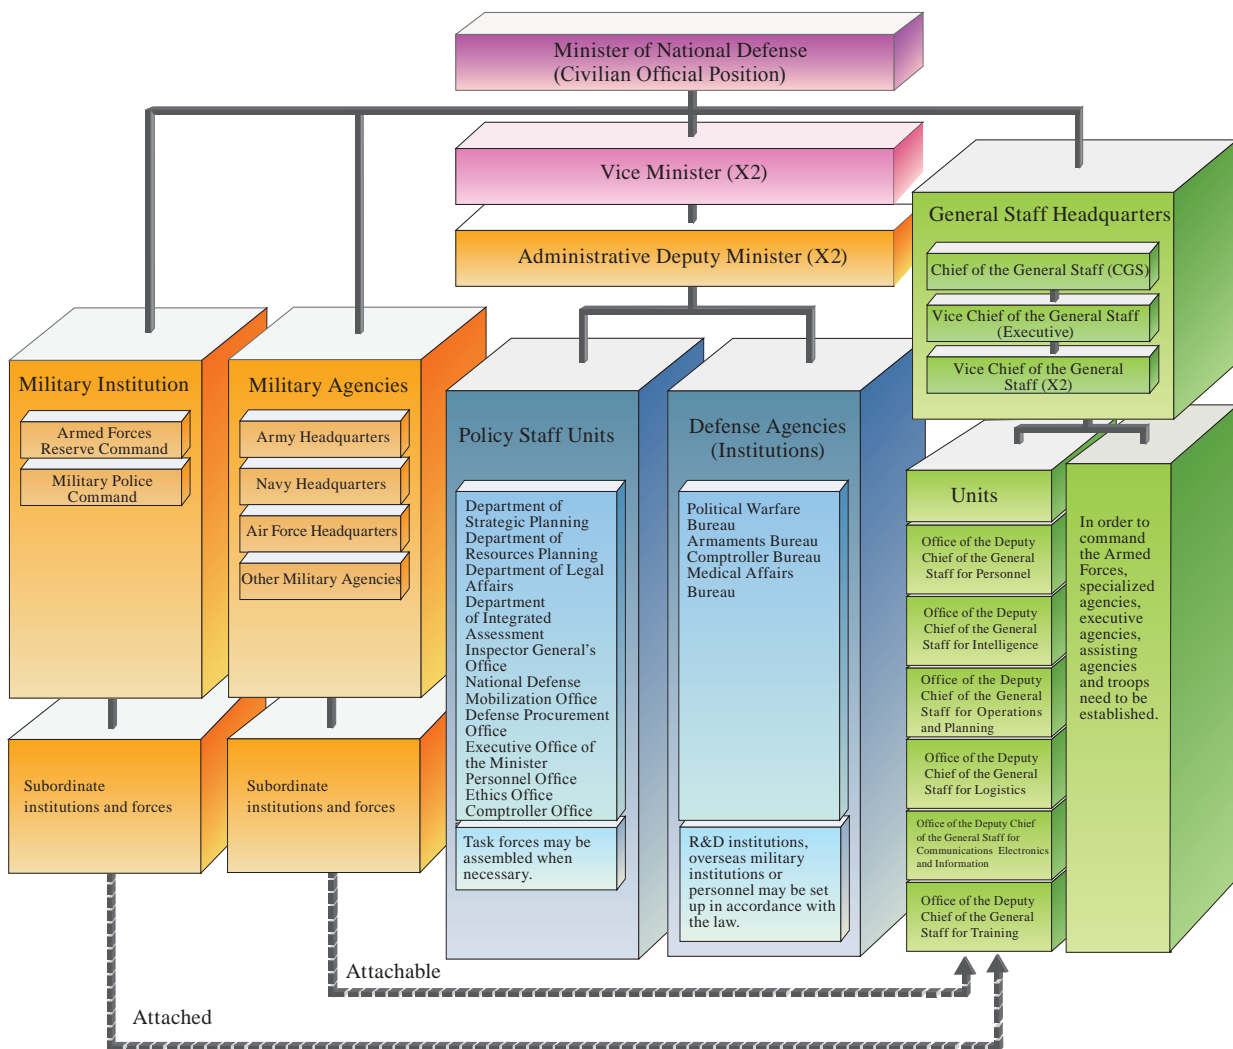 Minister of National Defense
(Civilian Official Position)
Vice Minister (X2)
Administrative Deputy Minister (X2)
General Staff Headquarters
Chief of the General Staff (CGS)
Vice Chief of the General Staff
(Executive)
Vice Chief of the General
Staff (X2)
Military Institution
Armed Forces
Reserve Command
Military Police
Command
Military Agencies
Army Headquarters
Navy Headquarters
Air Force Headquarters
Other Military Agencies
Policy Staff Units
Department of
Strategic Planning
Department of
Resources Planning
Department of Legal
Affairs
Department
of Integrated
Assessment
Inspector General's
Office
National Defense
Mobilization Office
Defense Procurement
Office
Executive Office of
the Minister
Personnel Office
Ethics Office
Comptroller Office
Task forces may be
assembled when
necessary.
Defense Agencies
(Institutions)
Political Warfare
Bureau
Armaments Bureau
Comptroller Bureau
Medical Affairs
Bureau
R&D institutions,
overseas military
institutions or
personnel may be set
up in accordance with
the law.
Units
Office of the Deputy
Chief of the General
Staff for Personnel
Office of the Deputy
Chief of the General
Staff for Intelligence
Office of the Deputy
Chief of the General
Staff for Operations
and Planning
Office of the Deputy
Chief of the General
Staff for Logistics
Office of the Deputy Chief
of the General Staff for
Communications Electronics
and Information
Office of the Deputy
Chief of the General
Staff for Training
In order to
command
the Armed
Forces,
specialized
agencies,
executive
agencies,
assisting
agencies
and troops
need to be
established.
Subordinate
institutions and forces
Subordinate
institutions and forces
Attachable
Attached